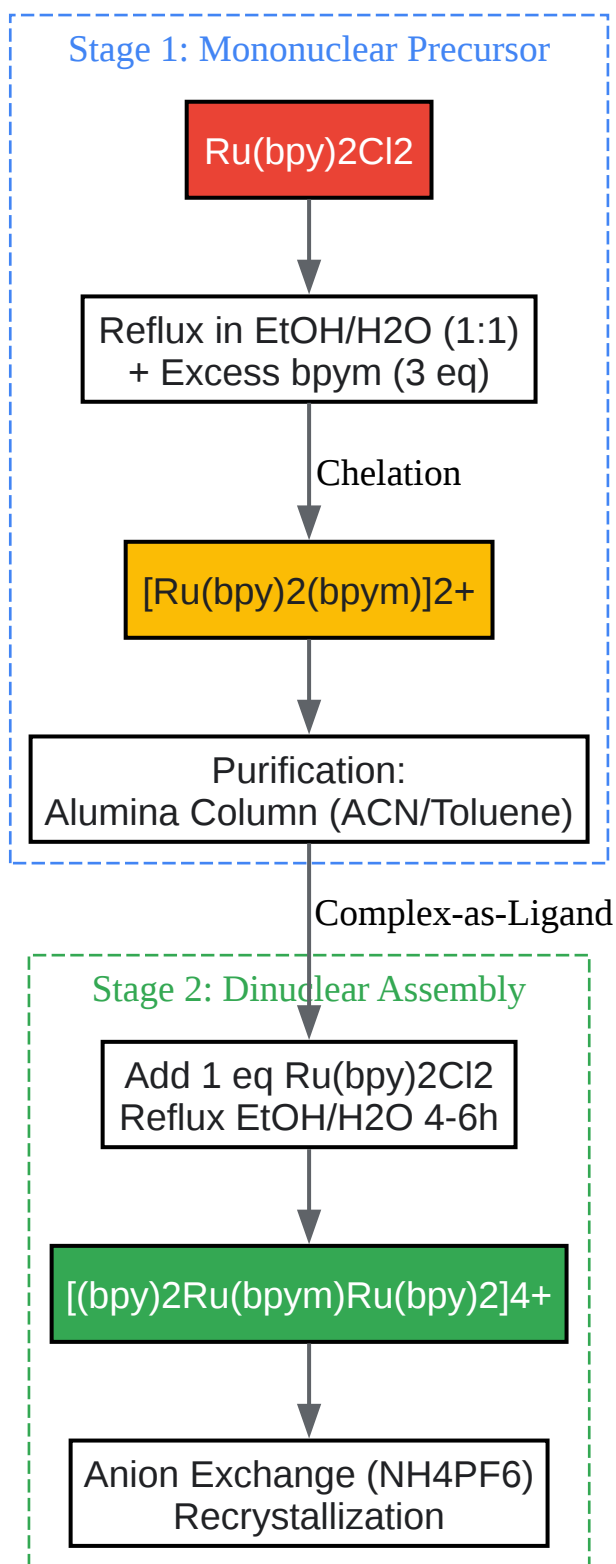 Stage 1: Mononuclear Precursor
Ru(bpy)2Cl2
Reflux in EtOH/H2O (1:1)
+ Excess bpym (3 eq)
Chelation
[Ru(bpy)2(bpym)]2+
Purification:
Alumina Column (ACN/Toluene)
Complex-as-Ligand
Stage 2: Dinuclear Assembly
Add 1 eq Ru(bpy)2Cl2
Reflux EtOH/H2O 4-6h
[(bpy)2Ru(bpym)Ru(bpy)2]4+
Anion Exchange (NH4PF6)
Recrystallization